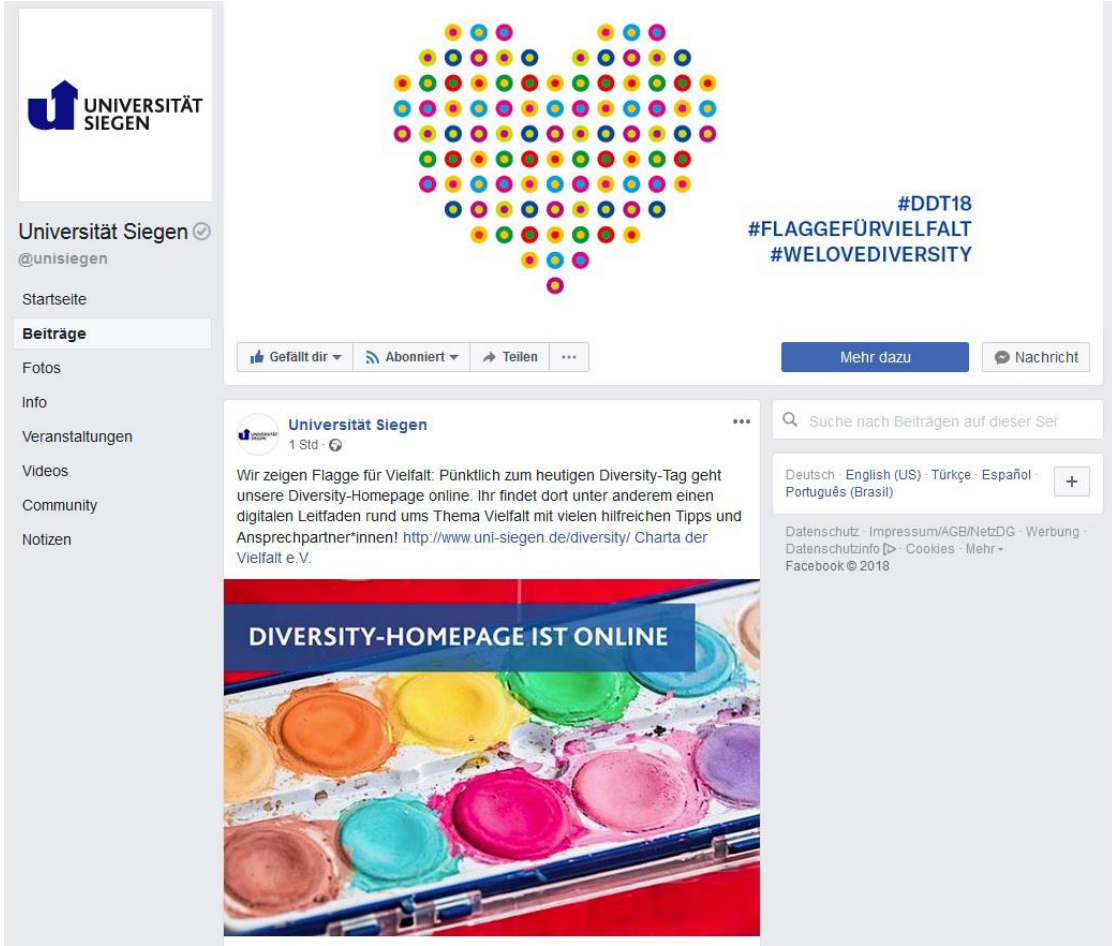 UNIVERSITÄT
SIEGEN
Universität Siegen
@unisiegen
Startseite
Beiträge
Fotos
Info
Veranstaltungen
Videos
Community
Notizen
#DDT18
#FLAGGEFÜRVIELFALT
#WELOVEDIVERSITY
Gefällt dir
Abonniert
Teilen
Mehr dazu
Nachricht
Universität Siegen
1 Std ·
Wir zeigen Flagge für Vielfalt: Pünktlich zum heutigen Diversity-Tag geht
unsere Diversity-Homepage online. Ihr findet dort unter anderem einen
digitalen Leitfaden rund ums Thema Vielfalt mit vielen hilfreichen Tipps und
Ansprechpartner*innen! http://www.uni-siegen.de/diversity/ Charta der
Vielfalt e.V.
DIVERSITY-HOMEPAGE IST ONLINE
Suche nach Beiträgen auf dieser Sei
Deutsch · English (US) · Türkçe · Español ·
Português (Brasil)
Datenschutz · Impressum/AGB/NetzDG · Werbung ·
Datenschutzinfo · Cookies · Mehr
Facebook © 2018